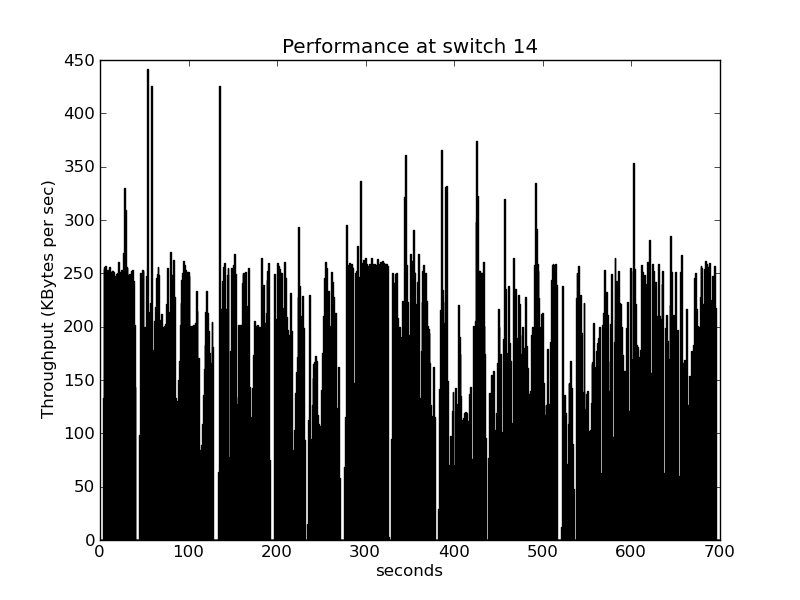 Performance at switch 14
Throughput (KBytes per sec)
450
400
350
300
250
200
150
100
50
0
0 100 200 300 400 500 600 700
seconds